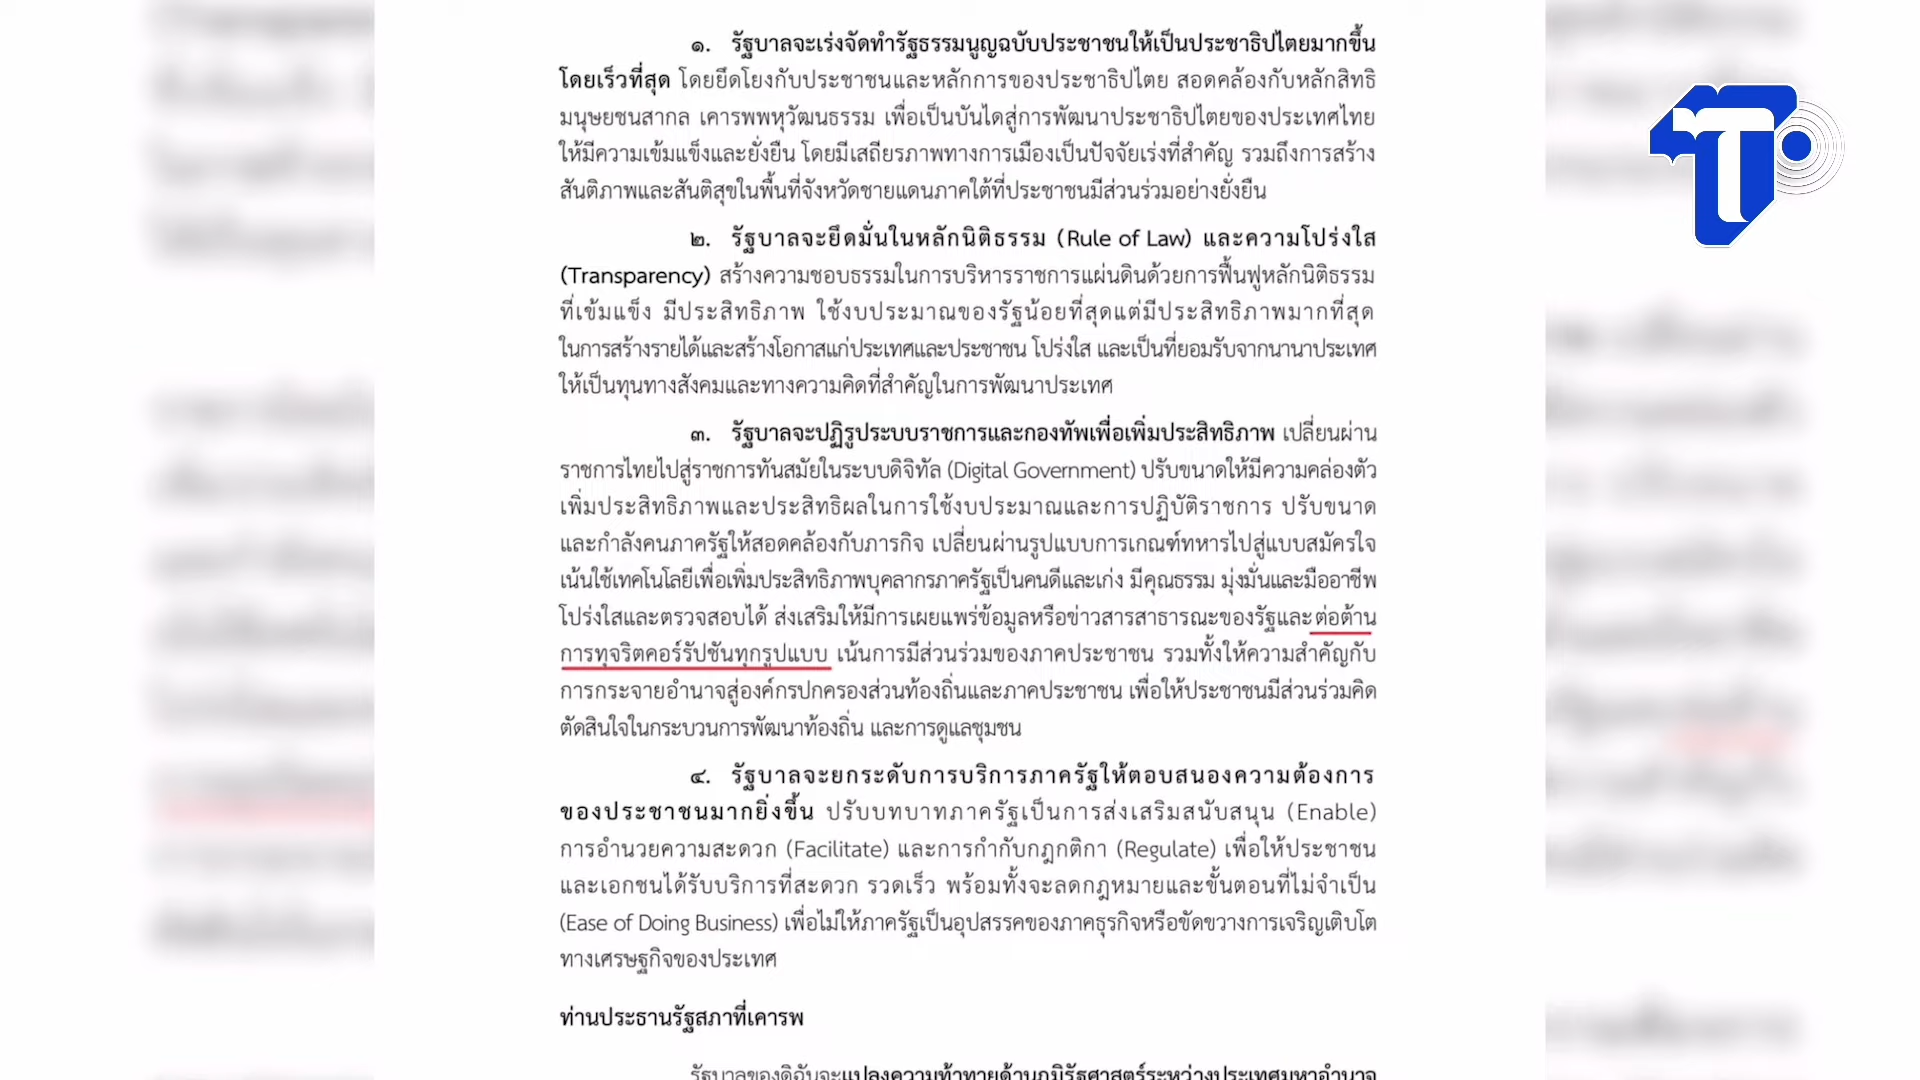 ๑. รัฐบาลจะเร่งจัดทำรัฐธรรมนูญฉบับประชาชนให้เป็นประชาธิปไตยมากขึ้น
โดยเร็วที่สุด โดยยึดโยงกับประชาชนและหลักการของประชาธิปไตย สอดคล้องกับหลักสิทธิ
มนุษยชนสากล เคารพพหุวัฒนธรรม เพื่อเป็นบันไดสู่การพัฒนาประชาธิปไตยของประเทศไทย
ให้มีความเข้มแข็งและยั่งยืน โดยมีเสถียรภาพทางการเมืองเป็นปัจจัยเร่งที่สำคัญ รวมถึงการสร้าง
สันติภาพและสันติสุขในพื้นที่จังหวัดชายแดนภาคใต้ที่ประชาชนมีส่วนร่วมอย่างยั่งยืน
๒. รัฐบาลจะยึดมั่นในหลักนิติธรรม (Rule of Law) และความโปร่งใส
(Transparency) สร้างความชอบธรรมในการบริหารราชการแผ่นดินด้วยการฟื้นฟูหลักนิติธรรม
ที่เข้มแข็ง มีประสิทธิภาพ ใช้งบประมาณของรัฐน้อยที่สุดแต่มีประสิทธิภาพมากที่สุด
ในการสร้างรายได้และสร้างโอกาสแก่ประเทศและประชาชน โปร่งใส และเป็นที่ยอมรับจากนานาประเทศ
ให้เป็นทุนทางสังคมและทางความคิดที่สำคัญในการพัฒนาประเทศ
๓. รัฐบาลจะปฏิรูประบบราชการและกองทัพเพื่อเพิ่มประสิทธิภาพ เปลี่ยนผ่าน
ราชการไทยไปสู่ราชการทันสมัยในระบบดิจิทัล (Digital Government) ปรับขนาดให้มีความคล่องตัว
เพิ่มประสิทธิภาพและประสิทธิผลในการใช้งบประมาณและการปฏิบัติราชการ ปรับขนาด
และกำลังคนภาครัฐให้สอดคล้องกับภารกิจ เปลี่ยนผ่านรูปแบบการเกณฑ์ทหารไปสู่แบบสมัครใจ
เน้นใช้เทคโนโลยีเพื่อเพิ่มประสิทธิภาพบุคลากรภาครัฐเป็นคนดีและเก่ง มีคุณธรรม มุ่งมั่นและมืออาชีพ
โปร่งใสและตรวจสอบได้ ส่งเสริมให้มีการเผยแพร่ข้อมูลหรือข่าวสารสาธารณะของรัฐและต่อต้าน
การทุจริตคอร์รัปชันทุกรูปแบบ เน้นการมีส่วนร่วมของภาคประชาชน รวมทั้งให้ความสำคัญกับ
การกระจายอำนาจสู่องค์กรปกครองส่วนท้องถิ่นและภาคประชาชน เพื่อให้ประชาชนมีส่วนร่วมคิด
ตัดสินใจในกระบวนการพัฒนาท้องถิ่น และการดูแลชุมชน
๔. รัฐบาลจะยกระดับการบริการภาครัฐให้ตอบสนองความต้องการ
ของประชาชนมากยิ่งขึ้น ปรับบทบาทภาครัฐเป็นการส่งเสริมสนับสนุน (Enable)
การอำนวยความสะดวก (Facilitate) และการกำกับกฎกติกา (Regulate) เพื่อให้ประชาชน
และเอกชนได้รับบริการที่สะดวก รวดเร็ว พร้อมทั้งจะลดกฎหมายและขั้นตอนที่ไม่จำเป็น
(Ease of Doing Business) เพื่อไม่ให้ภาครัฐเป็นอุปสรรคของภาคธุรกิจหรือขัดขวางการเจริญเติบโต
ทางเศรษฐกิจของประเทศ
ท่านประธานรัฐสภาที่เคารพ
รัฐบาลของดิฉันจะแปลงความท้าทายด้านภูมิรัฐศาสตร์ระหว่างประเทศมหาอำนาจ